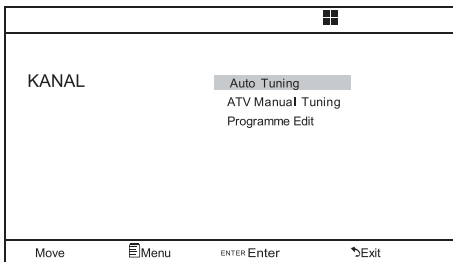 KANAL
Auto Tuning
ATV Manual Tuning
Programme Edit
Move Menu ENTER Enter Exit